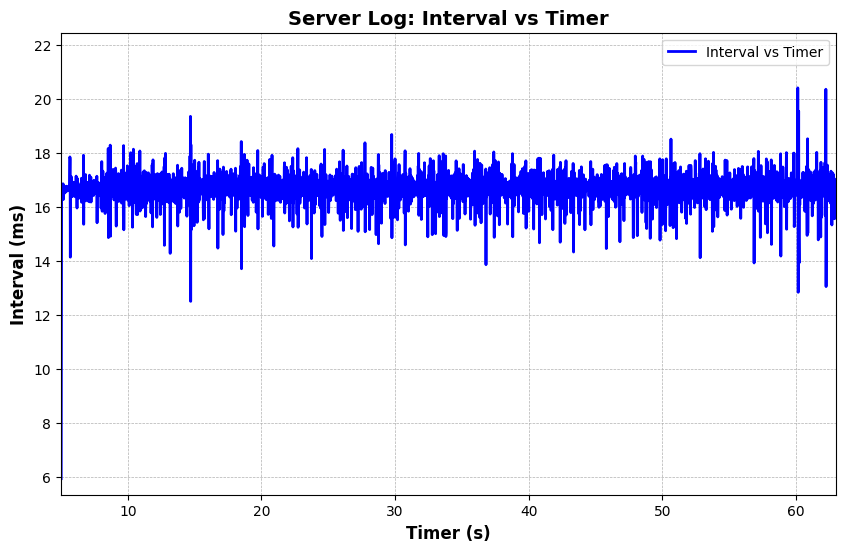 Server Log: Interval vs Timer
Interval vs Timer
22
20
18
16
14
12
10
8
6
Interval (ms)
10 20 30 40 50 60
Timer (s)